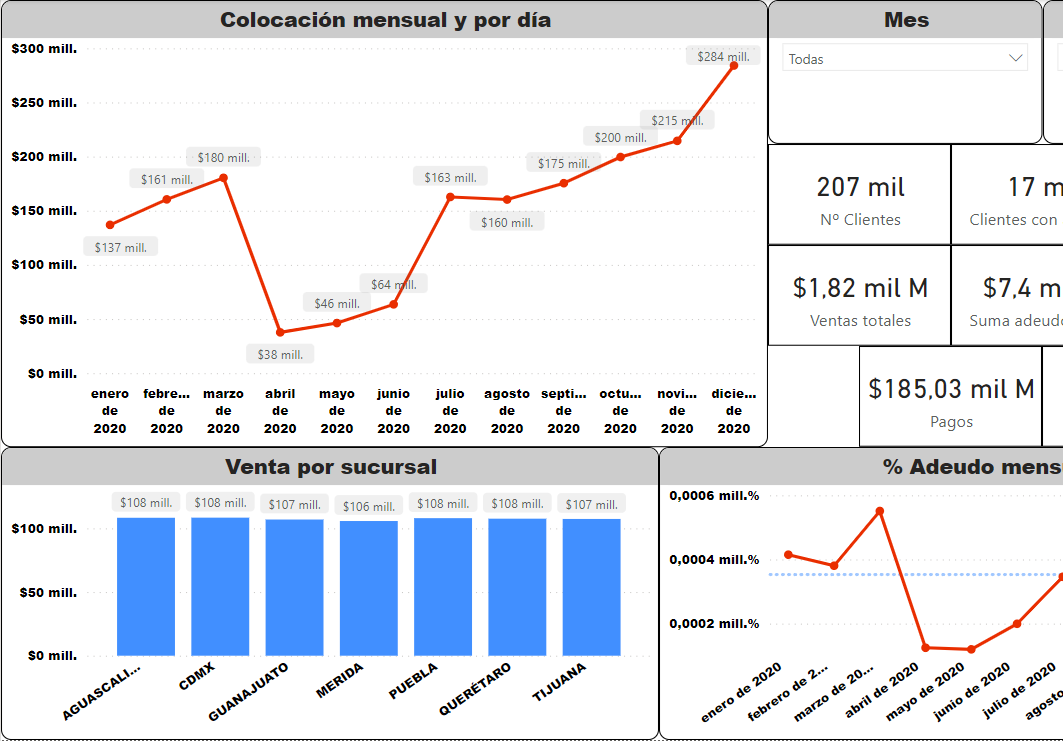 Colocación mensual y por día
$300 mill.
$250 mill.
$200 mill.
$150 mill.
$100 mill.
$50 mill.
$0 mill.
$137 mill.
$161 mill.
$180 mill.
$38 mill.
$46 mill.
$64 mill.
$163 mill.
$160 mill.
$175 mill.
$200 mill.
$215 mill.
$284 mill.
enero de 2020
febre... de 2020
marzo de 2020
abril de 2020
mayo de 2020
junio de 2020
julio de 2020
agosto de 2020
septi... de 2020
octu... de 2020
novi... de 2020
dicie... de 2020
Mes
Todas
207 mil
Nº Clientes
17 m
Clientes con
$1,82 mil M
Ventas totales
$7,4 m
Suma adeudo
$185,03 mil M
Pagos
Venta por sucursal
$100 mill.
$50 mill.
$0 mill.
$108 mill.
$108 mill.
$107 mill.
$106 mill.
$108 mill.
$108 mill.
$107 mill.
AGUASCALI...
CDMX
GUANAJUATO
MERIDA
PUEBLA
QUERÉTARO
TIJUANA
% Adeudo mens
0,0006 mill.%
0,0004 mill.%
0,0002 mill.%
enero de 2020
febrero de 2...
marzo de 20...
abril de 2020
mayo de 2020
junio de 2020
julio de 2020
agosto